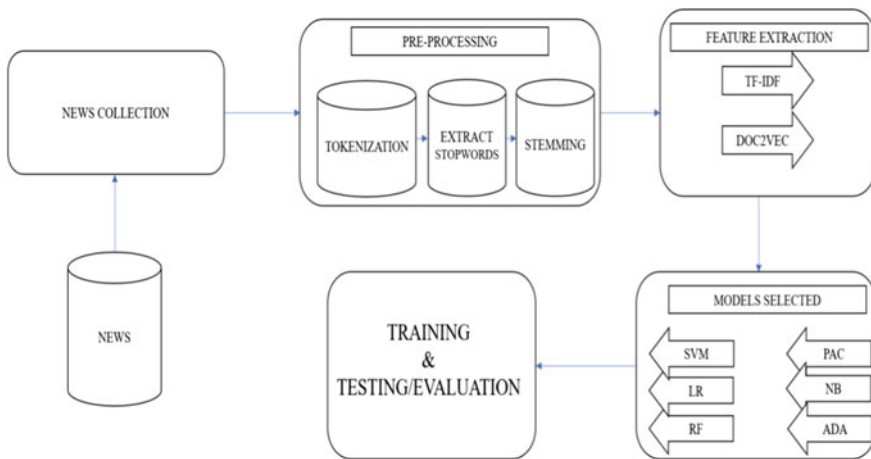 PRE-PROCESSING
FEATURE EXTRACTION
NEWS COLLECTION
TOKENIZATION
EXTRACT
STOPWORDS
STEMMING
TF-IDF
DOC2VEC
NEWS
TRAINING
&
TESTING/EVALUATION
MODELS SELECTED
SVM
PAC
LR
NB
RF
ADA